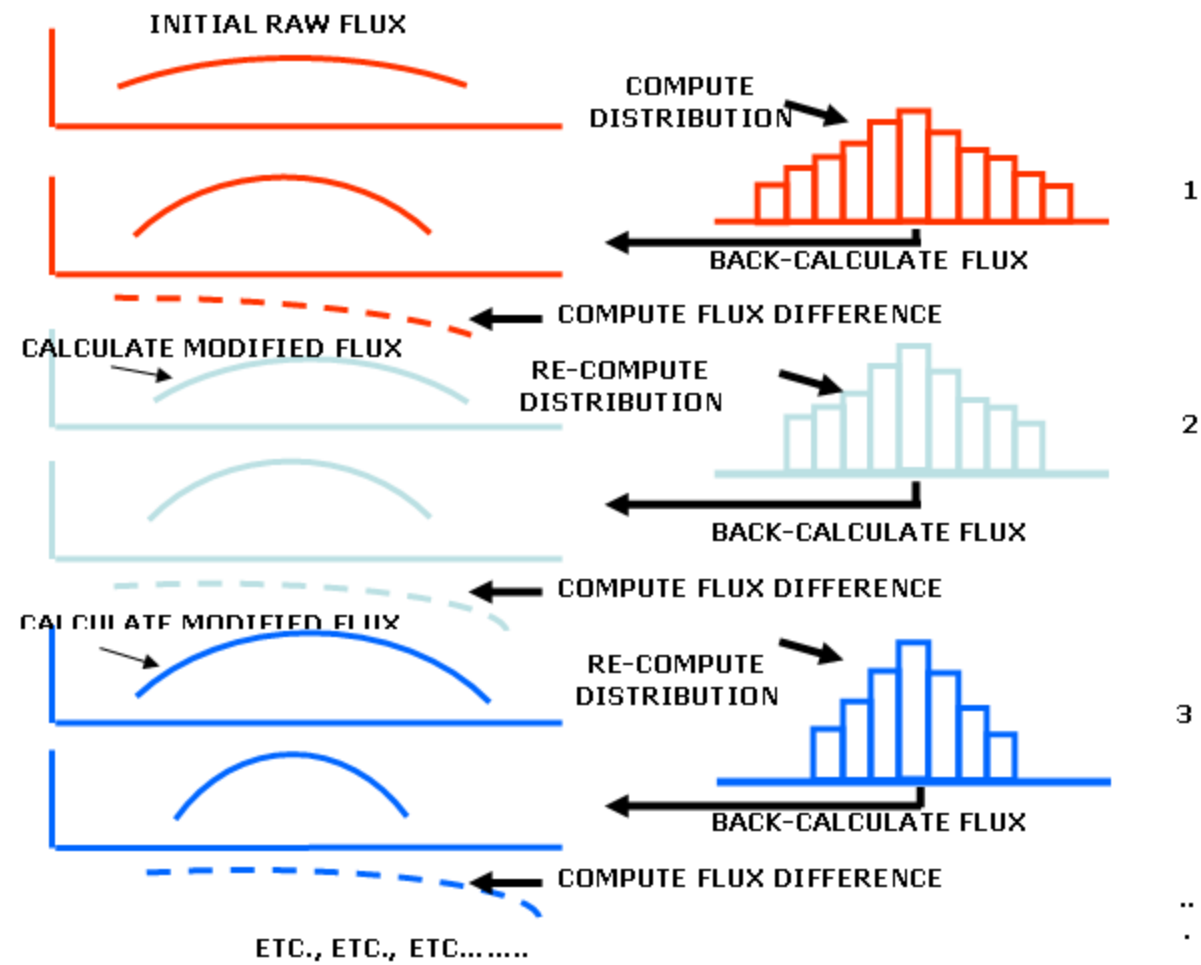 INITIAL RAW FLUX
COMPUTE
DISTRIBUTION
1
BACK-CALCULATE FLUX
COMPUTE FLUX DIFFERENCE
CALCULATE MODIFIED FLUX
RE-COMPUTE
DISTRIBUTION
2
BACK-CALCULATE FLUX
COMPUTE FLUX DIFFERENCE
CALCULATE MODIFIED FLUX
RE-COMPUTE
DISTRIBUTION
3
BACK-CALCULATE FLUX
COMPUTE FLUX DIFFERENCE
..
.
ETC., ETC., ETC.......